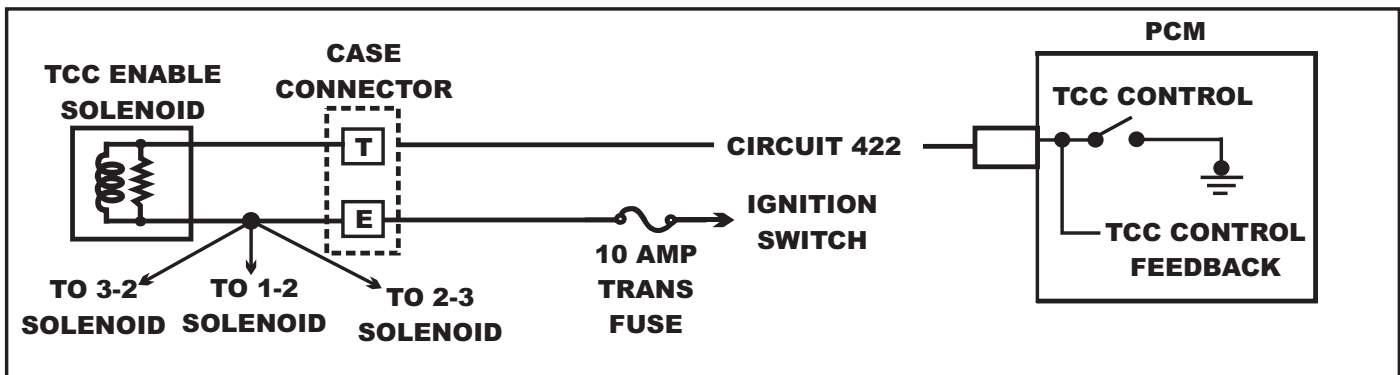 TCC ENABLE
SOLENOID
CASE
CONNECTOR
T
E
CIRCUIT 422
PCM
TCC CONTROL
TCC CONTROL
FEEDBACK
IGNITION
SWITCH
10 AMP
TRANS
FUSE
TO 3-2
SOLENOID
TO 1-2
SOLENOID
TO 2-3
SOLENOID